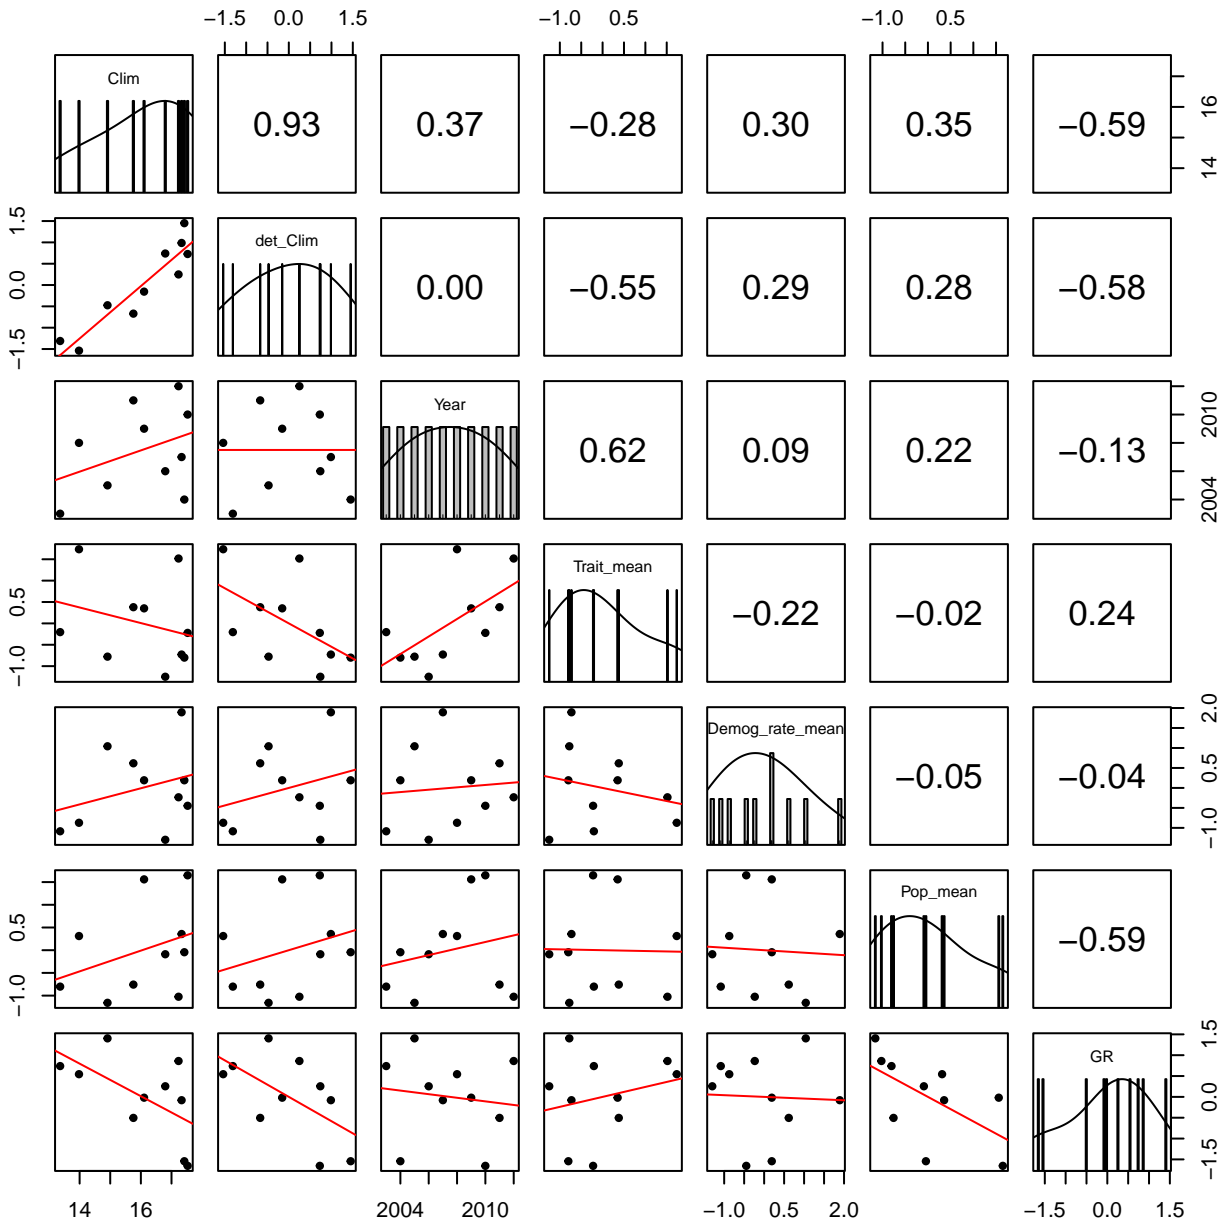 −1.5 0.0 1.5 −1.0 0.5 −1.0 0.5
Clim 0.93 0.37 −0.28 0.30 0.35 −0.59 14 16
−1.5 0.0 1.5 det_Clim 0.00 −0.55 0.29 0.28 −0.58
Year 0.62 0.09 0.22 −0.13 2004 2010
−1.0 0.5 Trait_mean −0.22 −0.02 0.24
Demog_rate_mean −0.05 −0.04 −1.0 0.5 2.0
−1.0 0.5 Pop_mean −0.59
GR −1.5 0.0 1.5
14 16 2004 2010 −1.0 0.5 2.0 −1.5 0.0 1.5